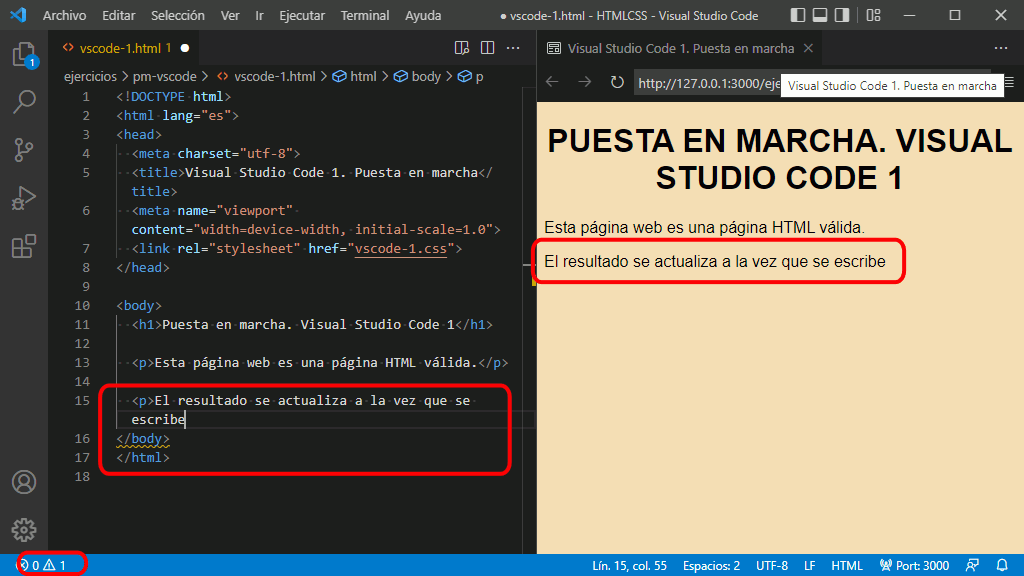 Archivo Editar Selección Ver Ir Ejecutar Terminal Ayuda
● vscode-1.html - HTMLCSS - Visual Studio Code
vscode-1.html 1
Visual Studio Code 1. Puesta en marcha
1
ejercicios > pm-vscode > vscode-1.html > html > body > p
http://127.0.0.1:3000/eje
Visual Studio Code 1. Puesta en marcha
1 <!DOCTYPE html>
2 <html lang="es">
3 <head>
4 <meta charset="utf-8">
5 <title>Visual Studio Code 1. Puesta en marcha</
title>
6 <meta name="viewport"
content="width=device-width, initial-scale=1.0">
7 <link rel="stylesheet" href="vscode-1.css">
8 </head>
9
10 <body>
11 <h1>Puesta en marcha. Visual Studio Code 1</h1>
12
13 <p>Esta página web es una página HTML válida.</p>
14
15 <p>El resultado se actualiza a la vez que se
escribe
16 </body>
17 </html>
18
PUESTA EN MARCHA. VISUAL
STUDIO CODE 1
Esta página web es una página HTML válida.
El resultado se actualiza a la vez que se escribe
0 1
Lín. 15, col. 55 Espacios: 2 UTF-8 LF HTML Port: 3000